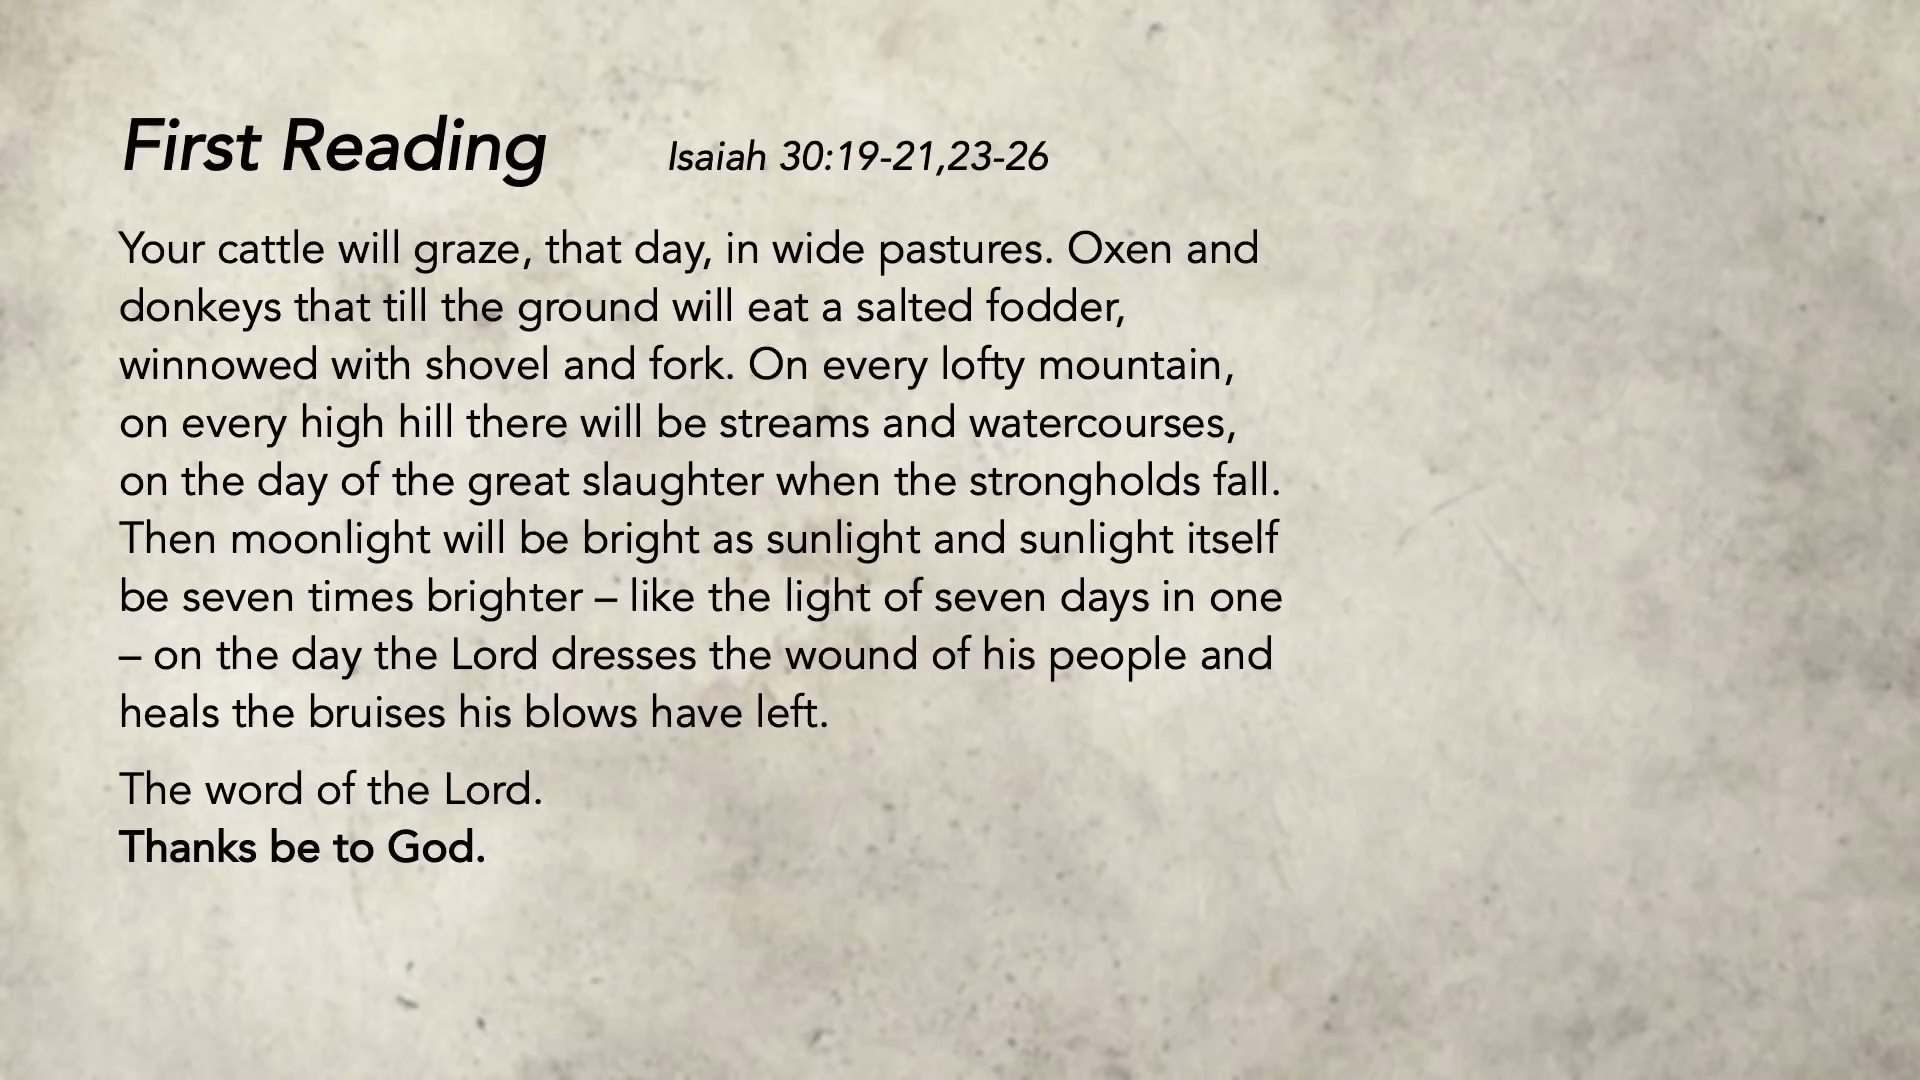 First Reading Isaiah 30:19-21,23-26
Your cattle will graze, that day, in wide pastures. Oxen and
donkeys that till the ground will eat a salted fodder,
winnowed with shovel and fork. On every lofty mountain,
on every high hill there will be streams and watercourses,
on the day of the great slaughter when the strongholds fall.
Then moonlight will be bright as sunlight and sunlight itself
be seven times brighter – like the light of seven days in one
– on the day the Lord dresses the wound of his people and
heals the bruises his blows have left.
The word of the Lord.
Thanks be to God.